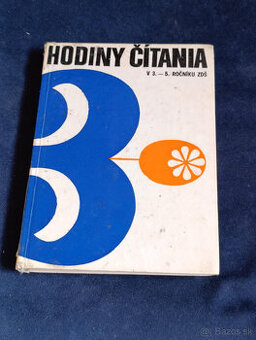 HODINY ČÍTANIA
V 3. — 5. ROČNÍKU ZDŠ
Bazos.sk